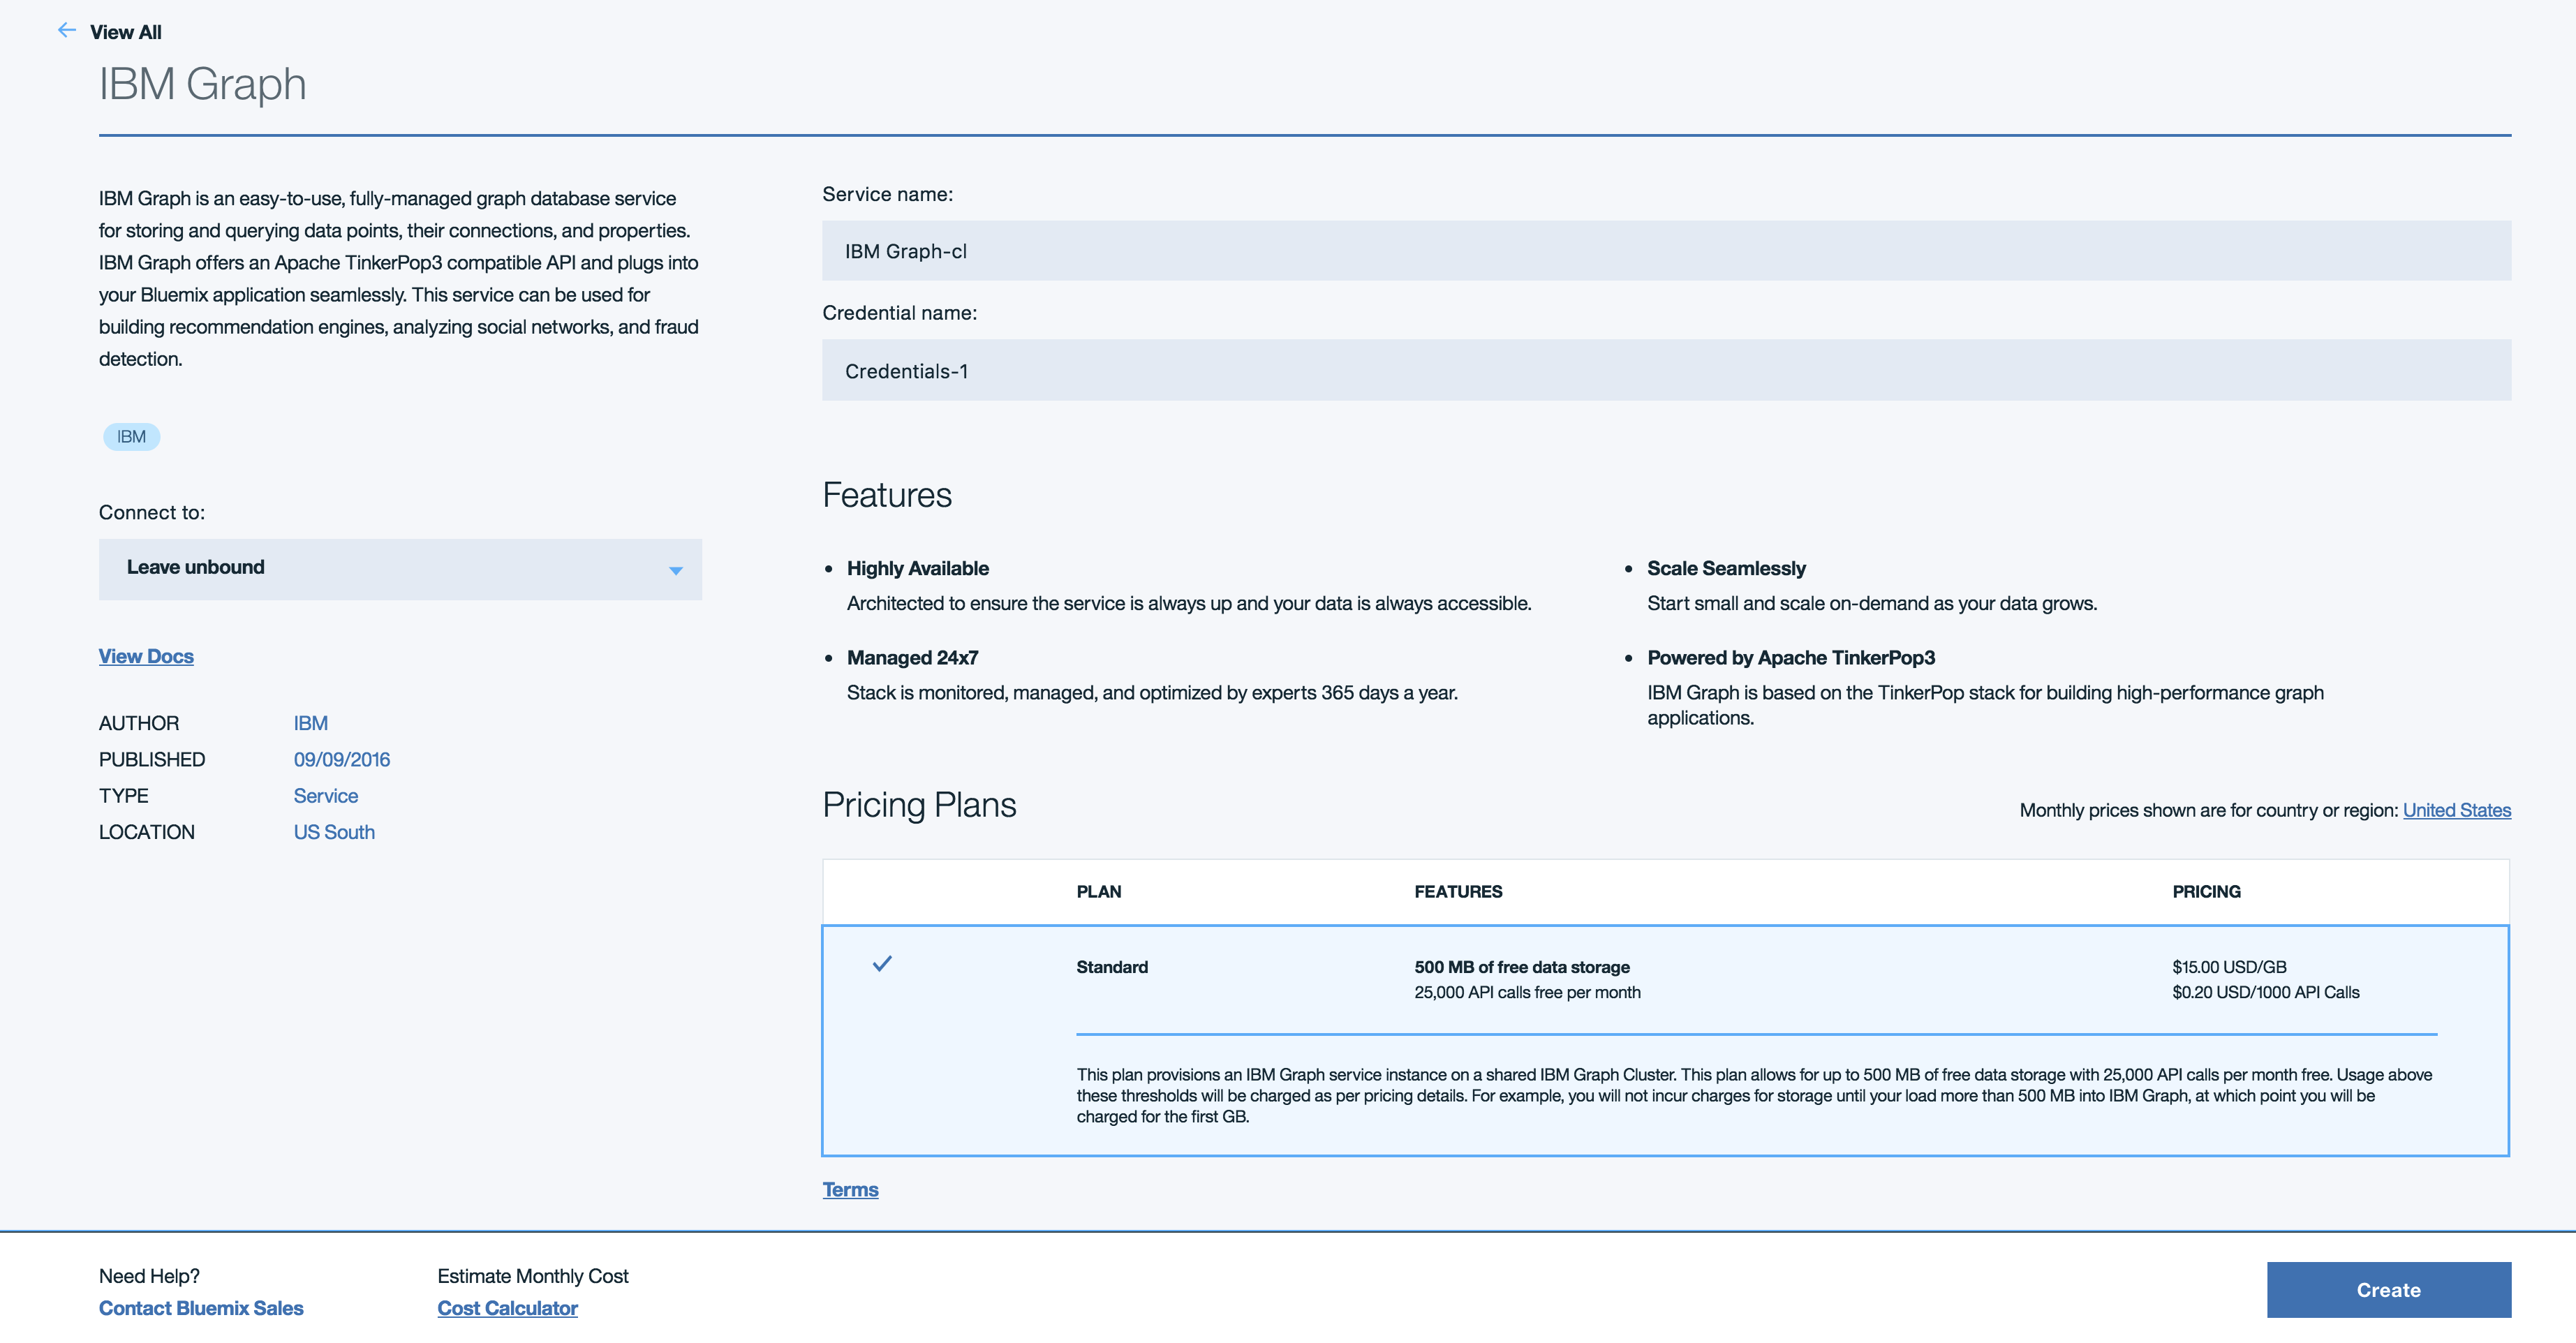 View All
IBM Graph
IBM Graph is an easy-to-use, fully-managed graph database service
for storing and querying data points, their connections, and properties.
IBM Graph offers an Apache TinkerPop3 compatible API and plugs into
your Bluemix application seamlessly. This service can be used for
building recommendation engines, analyzing social networks, and fraud
detection.
IBM
Connect to:
Leave unbound
View Docs
AUTHOR IBM
PUBLISHED 09/09/2016
TYPE Service
LOCATION US South
Service name:
IBM Graph-cl
Credential name:
Credentials-1
Features
Highly Available
Architected to ensure the service is always up and your data is always accessible.
Managed 24x7
Stack is monitored, managed, and optimized by experts 365 days a year.
Scale Seamlessly
Start small and scale on-demand as your data grows.
Powered by Apache TinkerPop3
IBM Graph is based on the TinkerPop stack for building high-performance graph
applications.
Pricing Plans
Monthly prices shown are for country or region: United States
PLAN FEATURES PRICING
Standard 500 MB of free data storage $15.00 USD/GB
25,000 API calls free per month $0.20 USD/1000 API Calls
This plan provisions an IBM Graph service instance on a shared IBM Graph Cluster. This plan allows for up to 500 MB of free data storage with 25,000 API calls per month free. Usage above
these thresholds will be charged as per pricing details. For example, you will not incur charges for storage until your load more than 500 MB into IBM Graph, at which point you will be
charged for the first GB.
Terms
Need Help?
Contact Bluemix Sales
Estimate Monthly Cost
Cost Calculator
Create